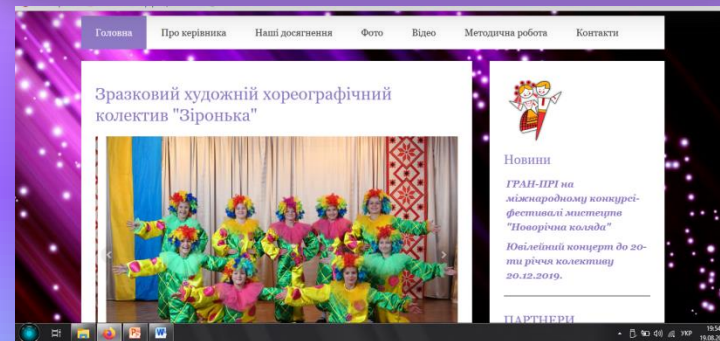 Головна Про керівника Наші досягнення Фото Відео Методична робота Контакти
Зразковий художній хореографічний
колектив "Зіронька"
Новини
ГРАН-ПРІ на
міжнародному конкурсі-
фестивалі мистецтв
"Новорічна коляда"
Ювілейний концерт до 20-
ти річчя колективу
20.12.2019.
ПАРТНЕРИ
УКР
19:54